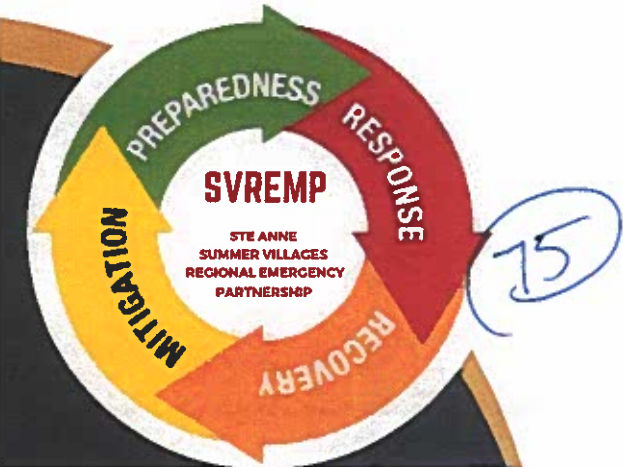 PREPAREDNESS
RESPONSE
RECOVERY
MITIGATION
SVREMP
STE ANNE
SUMMER VILLAGES
REGIONAL EMERGENCY
PARTNERSHIP
75